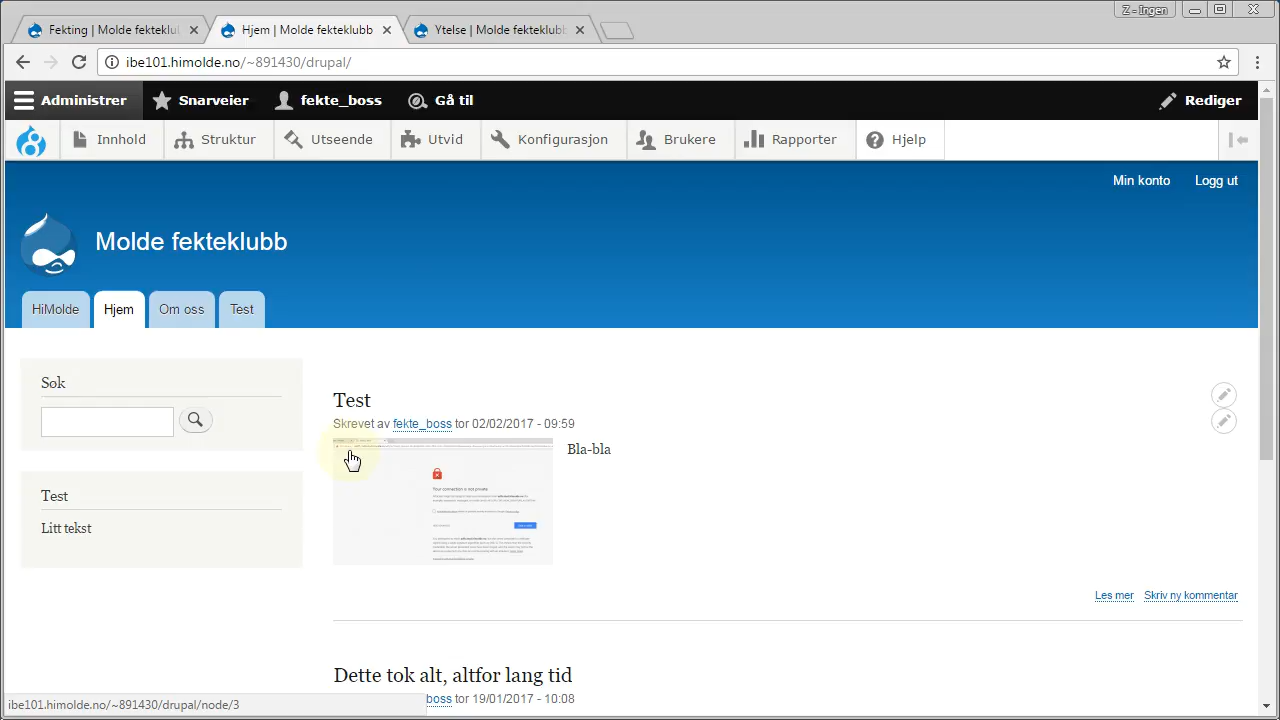 Z - Ingen
Fekting | Molde fekteklul
Hjem | Molde fekteklubb
Ytelse | Molde fekteklubb
ibe101.himolde.no/~891430/drupal/
Administrer
Snarveier
fekte_boss
Gå til
Rediger
Innhold
Struktur
Utseende
Utvid
Konfigurasjon
Brukere
Rapporter
Hjelp
Min konto
Logg ut
Molde fekteklubb
HiMolde
Hjem
Om oss
Test
Søk
Test
Skrevet av fekte_boss tor 02/02/2017 - 09:59
Your connection is not private
Bla-bla
Test
Litt tekst
Les mer
Skriv ny kommentar
Dette tok alt, altfor lang tid
boss tor 19/01/2017 - 10:08
ibe101.himolde.no/~891430/drupal/node/3